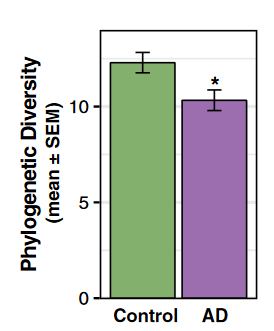 Phylogenetic Diversity
(mean ± SEM)
10
5
0
*
Control
AD